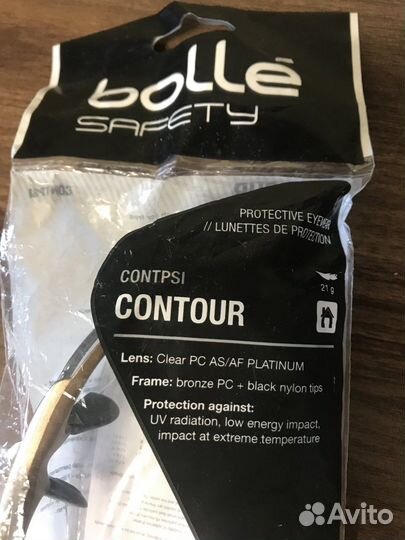 bollé
SAFETY
CONTPSI
PROTECTIVE EYEWEAR
// LUNETTES DE PROTECTION
21 g
CONTPSI
CONTOUR
Lens: Clear PC AS/AF PLATINUM
Frame: bronze PC + black nylon tips
Protection against:
UV radiation, low energy impact,
impact at extreme temperature
Avito